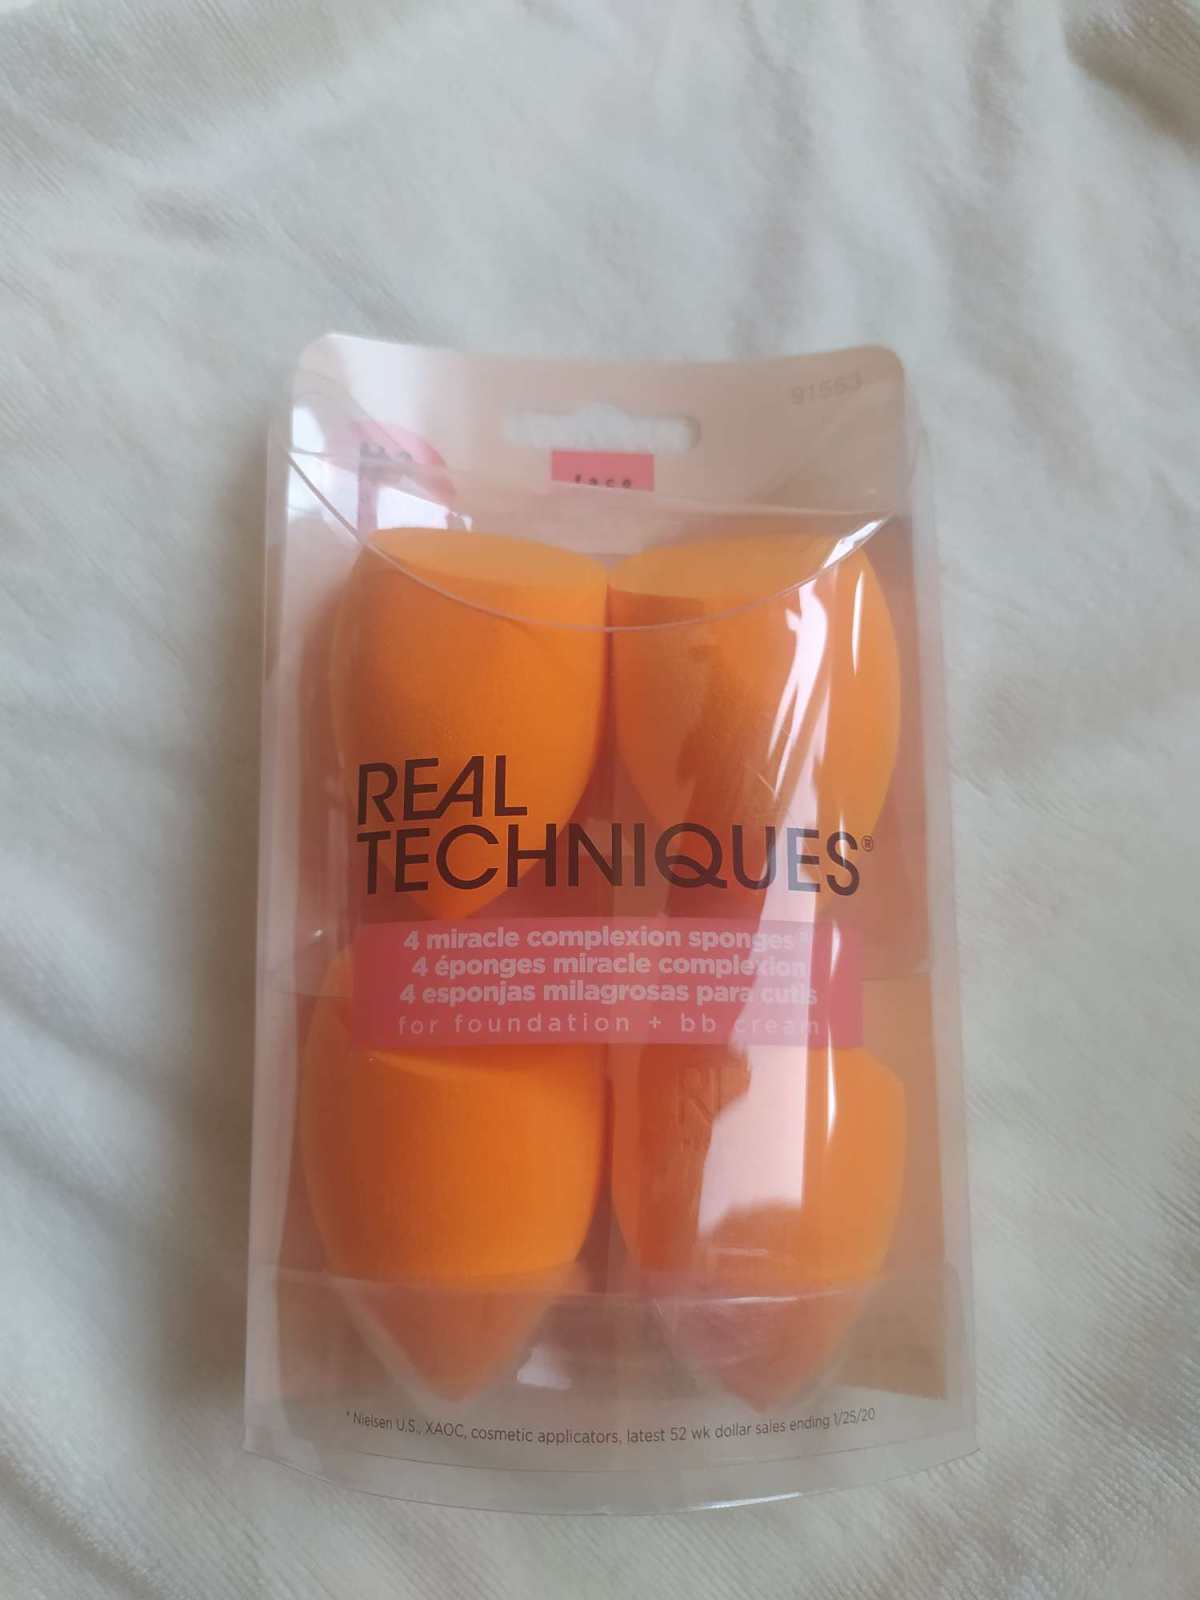 91563
face
REAL
TECHNIQUES®
4 miracle complexion sponges
4 éponges miracle complexion
4 esponjas milagrosas para cutis
for foundation + bb cream
* Nielsen U.S., XAOC, cosmetic applicators, latest 52 wk dollar sales ending 1/25/20